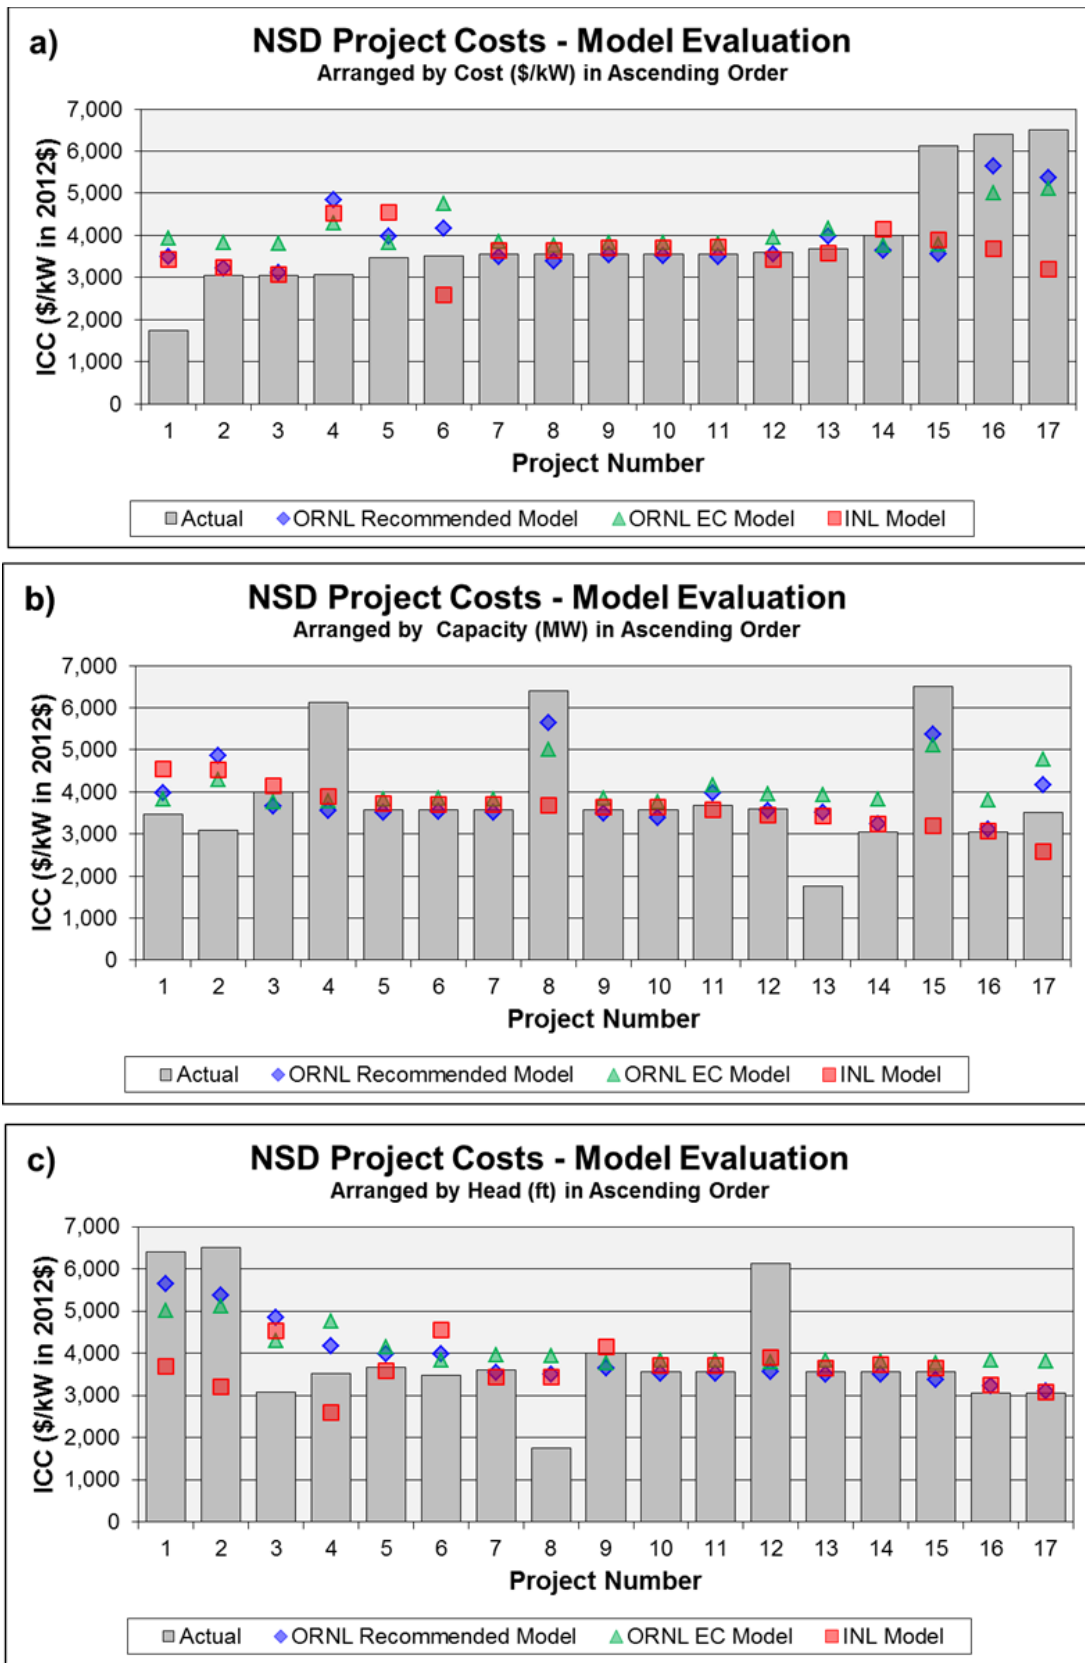 a)
NSD Project Costs - Model Evaluation
Arranged by Cost ($/kW) in Ascending Order
ICC ($/kW in 2012$)
7,000
6,000
5,000
4,000
3,000
2,000
1,000
0
1 2 3 4 5 6 7 8 9 10 11 12 13 14 15 16 17
Project Number
Actual ORNL Recommended Model ORNL EC Model INL Model
b)
NSD Project Costs - Model Evaluation
Arranged by Capacity (MW) in Ascending Order
ICC ($/kW in 2012$)
7,000
6,000
5,000
4,000
3,000
2,000
1,000
0
1 2 3 4 5 6 7 8 9 10 11 12 13 14 15 16 17
Project Number
Actual ORNL Recommended Model ORNL EC Model INL Model
c)
NSD Project Costs - Model Evaluation
Arranged by Head (ft) in Ascending Order
ICC ($/kW in 2012$)
7,000
6,000
5,000
4,000
3,000
2,000
1,000
0
1 2 3 4 5 6 7 8 9 10 11 12 13 14 15 16 17
Project Number
Actual ORNL Recommended Model ORNL EC Model INL Model